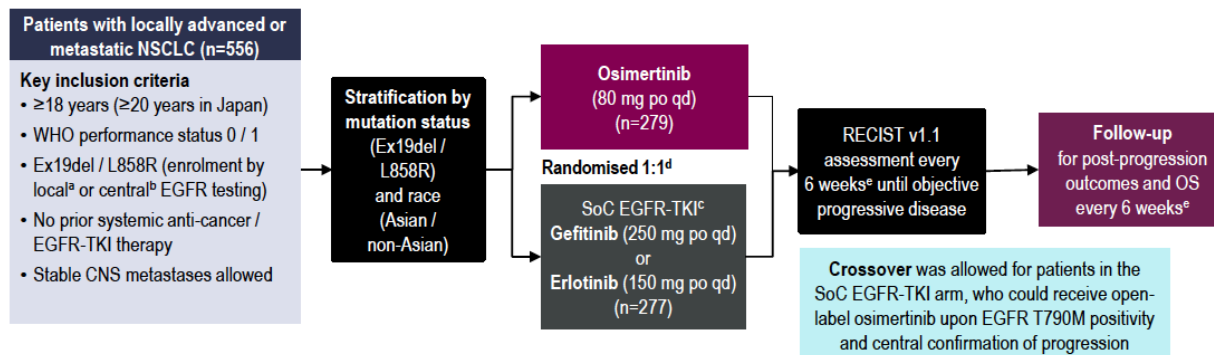 Patients with locally advanced or
metastatic NSCLC (n=556)
Key inclusion criteria
• ≥18 years (≥20 years in Japan)
• WHO performance status 0 / 1
• Ex19del / L858R (enrolment by
localᵃ or centralᵇ EGFR testing)
• No prior systemic anti-cancer /
EGFR-TKI therapy
• Stable CNS metastases allowed
Stratification by
mutation status
(Ex19del /
L858R)
and race
(Asian /
non-Asian)
Osimertinib
(80 mg po qd)
(n=279)
Randomised 1:1ᵈ
SoC EGFR-TKIᶜ
Gefitinib (250 mg po qd)
or
Erlotinib (150 mg po qd)
(n=277)
RECIST v1.1
assessment every
6 weeksᵉ until objective
progressive disease
Follow-up
for post-progression
outcomes and OS
every 6 weeksᵉ
Crossover was allowed for patients in the
SoC EGFR-TKI arm, who could receive open-
label osimertinib upon EGFR T790M positivity
and central confirmation of progression